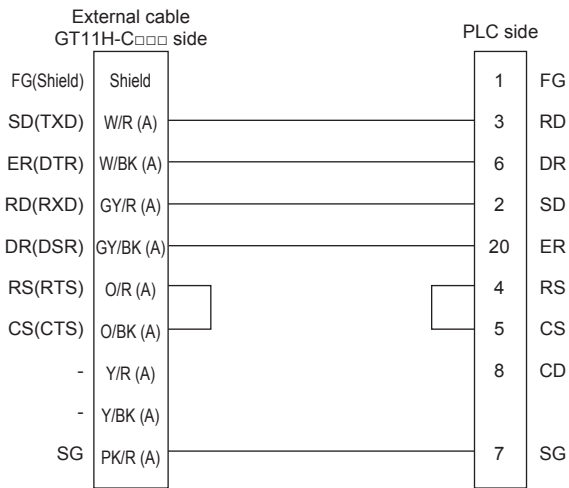 External cable
GT11H-C□□□ side
PLC side
FG(Shield) Shield 1 FG
SD(TXD) W/R (A) 3 RD
ER(DTR) W/BK (A) 6 DR
RD(RXD) GY/R (A) 2 SD
DR(DSR) GY/BK (A) 20 ER
RS(RTS) O/R (A) 4 RS
CS(CTS) O/BK (A) 5 CS
- Y/R (A) 8 CD
- Y/BK (A)
SG PK/R (A) 7 SG